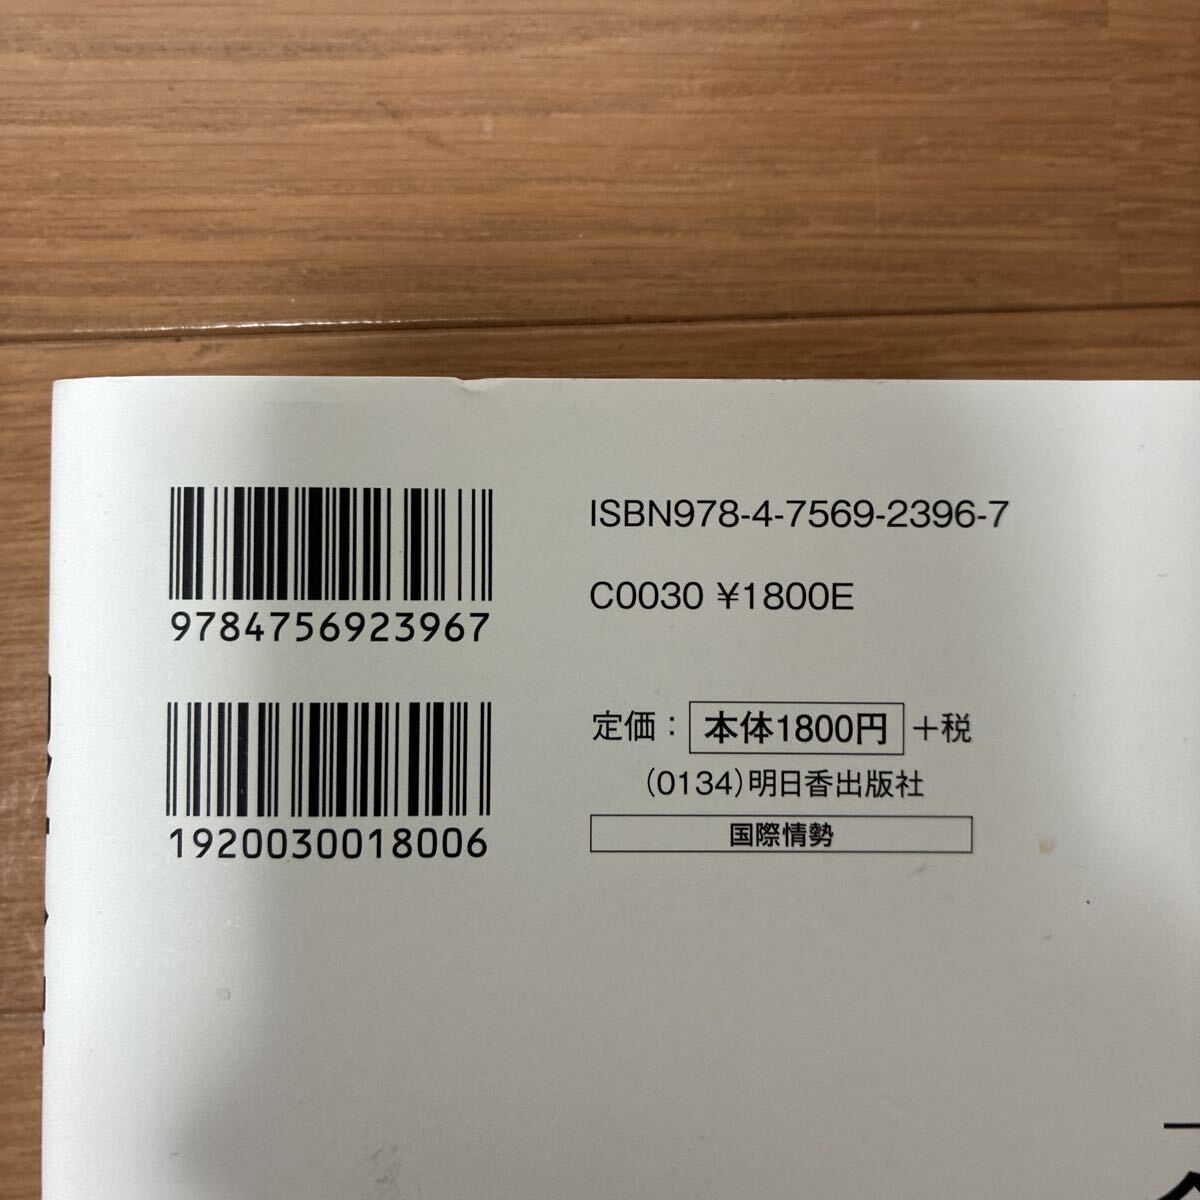 ISBN978-4-7569-2396-7
C0030 ¥1800E
9784756923967
定価：本体1800円+税
(0134)明日香出版社
国際情勢
1920030018006